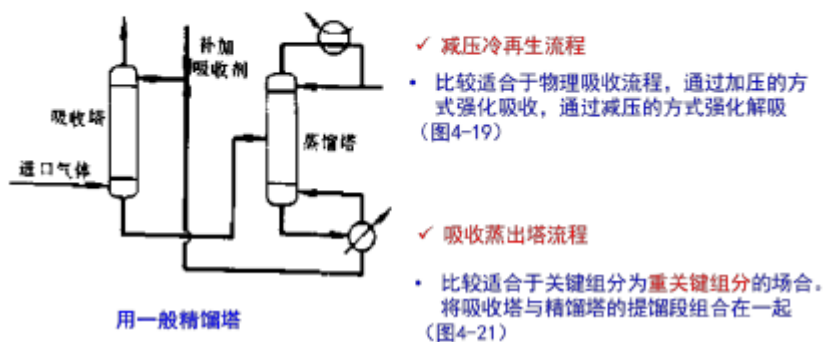 补加
吸收剂
吸收塔
进口气体
蒸馏塔
用一般精馏塔
✓ 减压冷再生流程
• 比较适合于物理吸收流程，通过加压的方
式强化吸收，通过减压的方式强化解吸
（图4-19）
✓ 吸收蒸出塔流程
• 比较适合于关键组分为重关键组分的场合。
将吸收塔与精馏塔的提馏段组合在一起
（图4-21）